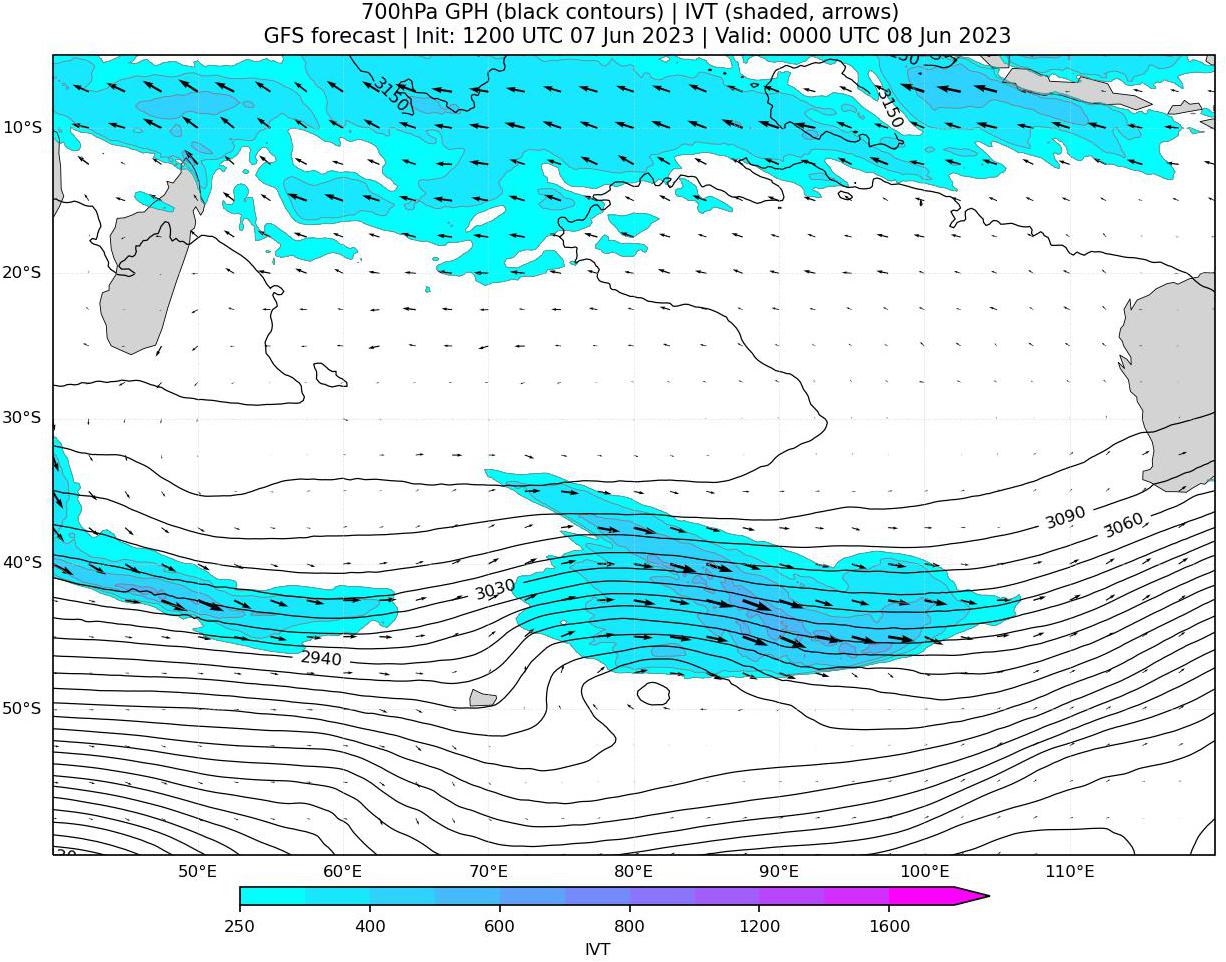 700hPa GPH (black contours) | IVT (shaded, arrows)
GFS forecast | Init: 1200 UTC 07 Jun 2023 | Valid: 0000 UTC 08 Jun 2023
3150
3150
10°S
20°S
30°S
3090
3060
40°S
3030
2940
50°S
50°E 60°E 70°E 80°E 90°E 100°E 110°E
250 400 600 800 1200 1600
IVT